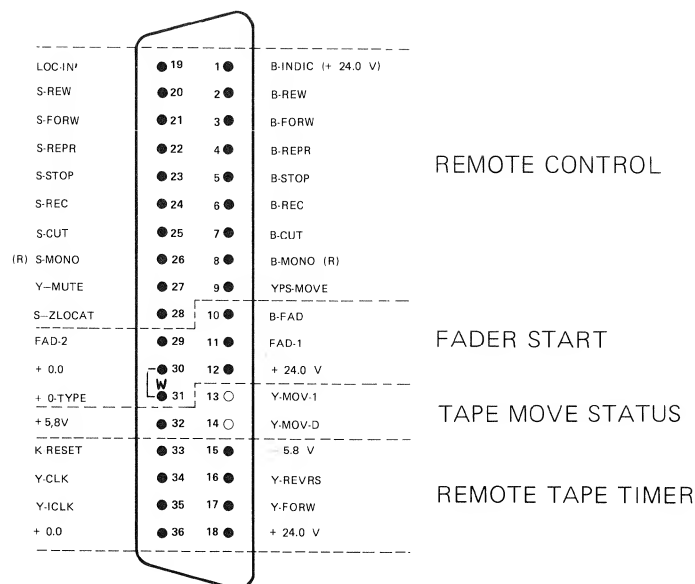 LOC-IN' 19 1 B-INDIC (+ 24.0 V)
S-REW 20 2 B-REW
S-FORW 21 3 B-FORW
S-REPR 22 4 B-REPR
S-STOP 23 5 B-STOP
S-REC 24 6 B-REC
S-CUT 25 7 B-CUT
(R) S-MONO 26 8 B-MONO (R)
Y-MUTE 27 9 YPS-MOVE
S-ZLOCAT 28 10 B-FAD
FAD-2 29 11 FAD-1
+ 0.0 30 12 + 24.0 V
W
+ 0-TYPE 31 13 Y-MOV-1
+ 5,8V 32 14 Y-MOV-D
K RESET 33 15 5.8 V
Y-CLK 34 16 Y-REVRS
Y-ICLK 35 17 Y-FORW
+ 0.0 36 18 + 24.0 V
REMOTE CONTROL
FADER START
TAPE MOVE STATUS
REMOTE TAPE TIMER